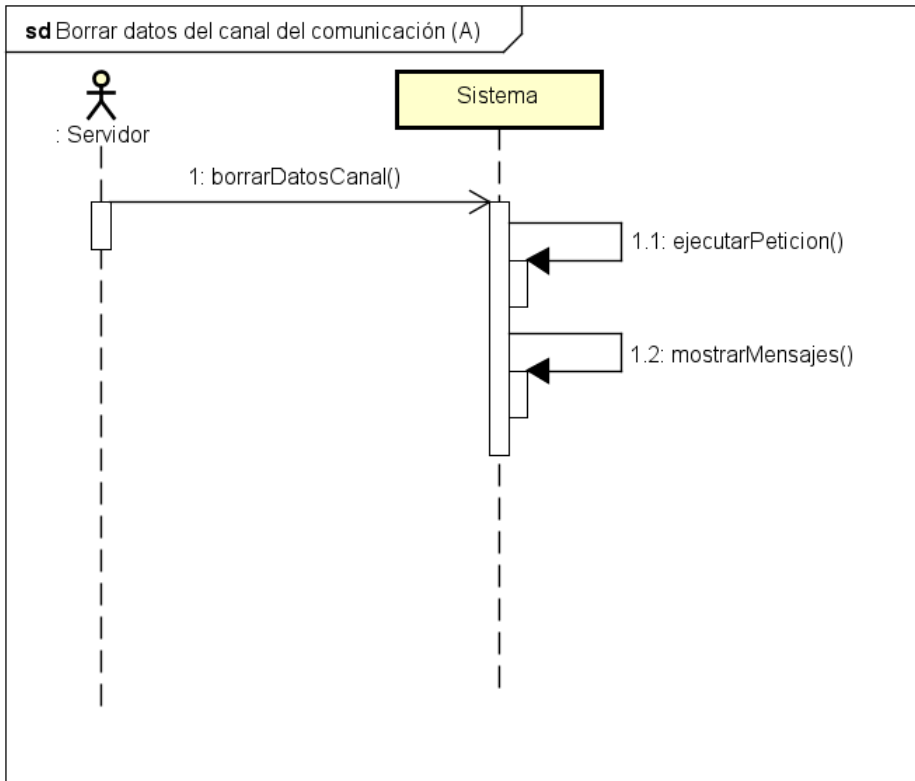 sd Borrar datos del canal del comunicación (A)
: Servidor
Sistema
1: borrarDatosCanal()
1.1: ejecutarPeticion()
1.2: mostrarMensajes()